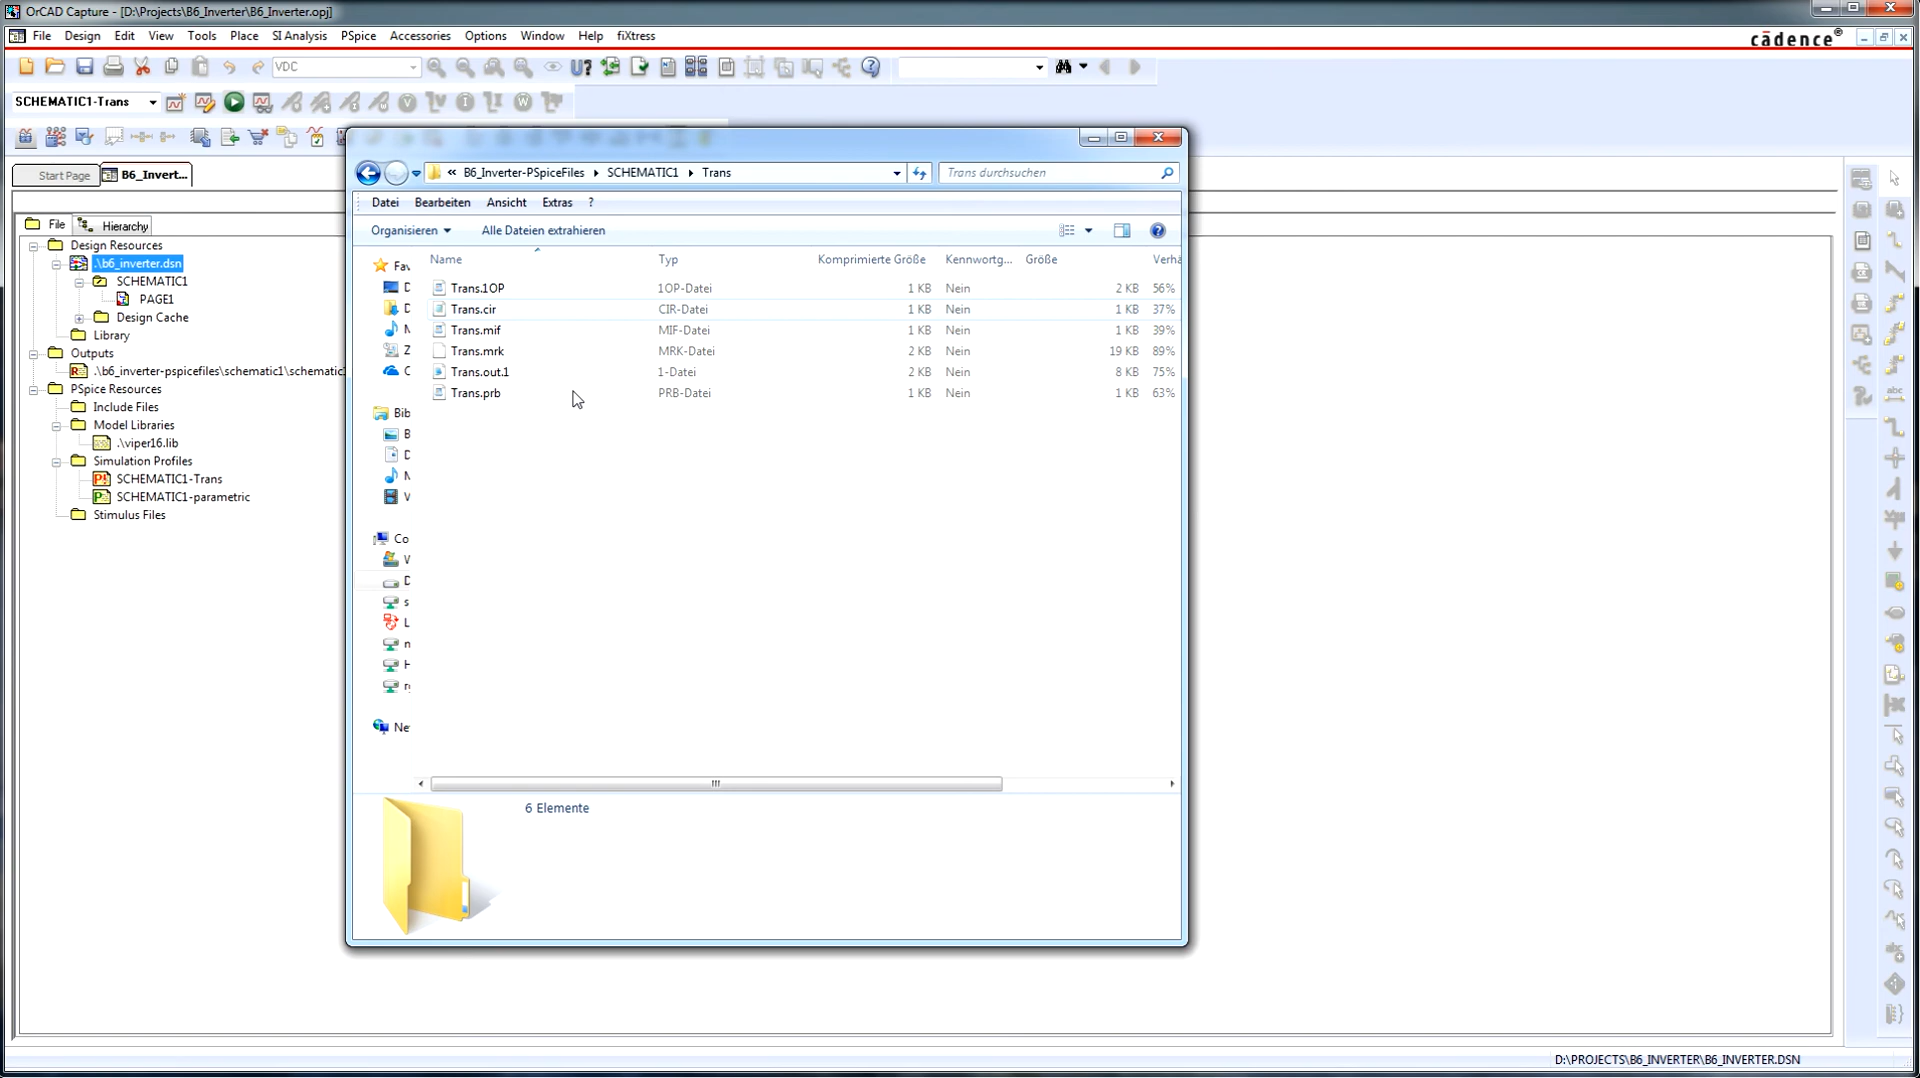 OrCAD Capture - [D:\Projects\B6_Inverter\B6_Inverter.opj]
File Design Edit View Tools Place SI Analysis PSpice Accessories Options Window Help fiXtress
cādence®
VDC
SCHEMATIC1-Trans
Start Page B6_Invert...
File Hierarchy
Design Resources
.\b6_inverter.dsn
SCHEMATIC1
PAGE1
Design Cache
Library
Outputs
.\b6_inverter-pspicefiles\schematic1\schematic
PSpice Resources
Include Files
Model Libraries
.\viper16.lib
Simulation Profiles
SCHEMATIC1-Trans
SCHEMATIC1-parametric
Stimulus Files
« B6_Inverter-PSpiceFiles SCHEMATIC1 Trans
Trans durchsuchen
Datei Bearbeiten Ansicht Extras ?
Organisieren Alle Dateien extrahieren
Name Typ Komprimierte Größe Kennwortg... Größe Verhä
Trans.1OP 1OP-Datei 1 KB Nein 2 KB 56%
Trans.cir CIR-Datei 1 KB Nein 1 KB 37%
Trans.mif MIF-Datei 1 KB Nein 1 KB 39%
Trans.mrk MRK-Datei 2 KB Nein 19 KB 89%
Trans.out.1 1-Datei 2 KB Nein 8 KB 75%
Trans.prb PRB-Datei 1 KB Nein 1 KB 63%
Fav
Bib
Co
Ne
6 Elemente
D:\PROJECTS\B6_INVERTER\B6_INVERTER.DSN